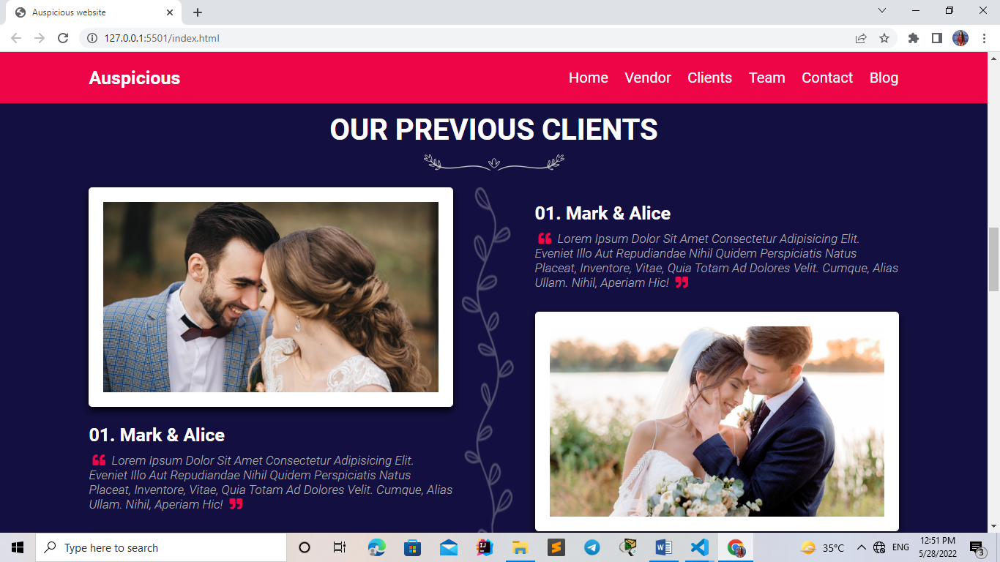 Auspicious website
127.0.0.1:5501/index.html
Auspicious
Home Vendor Clients Team Contact Blog
OUR PREVIOUS CLIENTS
01. Mark & Alice
Lorem Ipsum Dolor Sit Amet Consectetur Adipisicing Elit.
Eveniet Illo Aut Repudiandae Nihil Quidem Perspiciatis Natus
Placeat, Inventore, Vitae, Quia Totam Ad Dolores Velit. Cumque, Alias
Ullam. Nihil, Aperiam Hic!
01. Mark & Alice
Lorem Ipsum Dolor Sit Amet Consectetur Adipisicing Elit.
Eveniet Illo Aut Repudiandae Nihil Quidem Perspiciatis Natus
Placeat, Inventore, Vitae, Quia Totam Ad Dolores Velit. Cumque, Alias
Ullam. Nihil, Aperiam Hic!
Type here to search
IJ
W
35°C
ENG
12:51 PM
5/28/2022
3